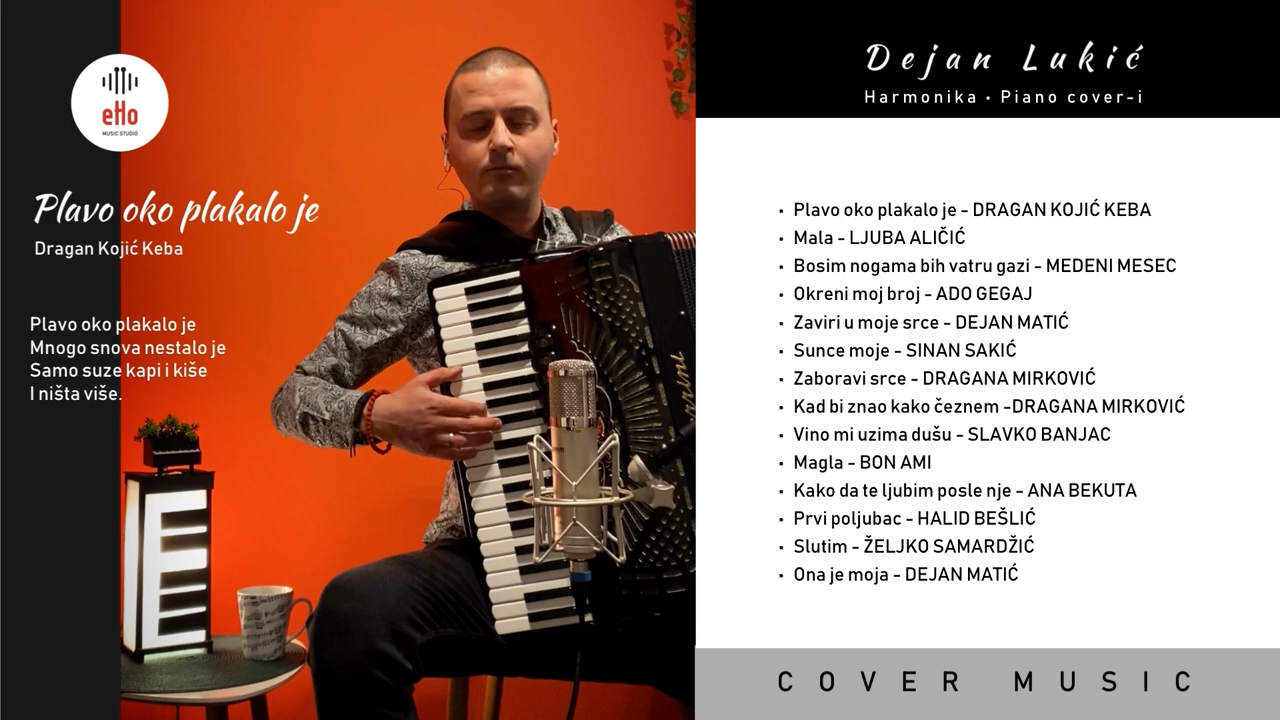 eHo
MUSIC STUDIO
Plavo oko plakalo je
Dragan Kojić Keba
Plavo oko plakalo je
Mnogo snova nestalo je
Samo suze kapi i kiše
I ništa više.
E
Dejan Lukić
Harmonika · Piano cover-i
· Plavo oko plakalo je - DRAGAN KOJIĆ KEBA
· Mala - LJUBA ALIČIĆ
· Bosim nogama bih vatru gazi - MEDENI MESEC
· Okreni moj broj - ADO GEGAJ
· Zaviri u moje srce - DEJAN MATIĆ
· Sunce moje - SINAN SAKIĆ
· Zaboravi srce - DRAGANA MIRKOVIĆ
· Kad bi znao kako čeznem -DRAGANA MIRKOVIĆ
· Vino mi uzima dušu - SLAVKO BANJAC
· Magla - BON AMI
· Kako da te ljubim posle nje - ANA BEKUTA
· Prvi poljubac - HALID BEŠLIĆ
· Slutim - ŽELJKO SAMARDŽIĆ
· Ona je moja - DEJAN MATIĆ
COVER MUSIC